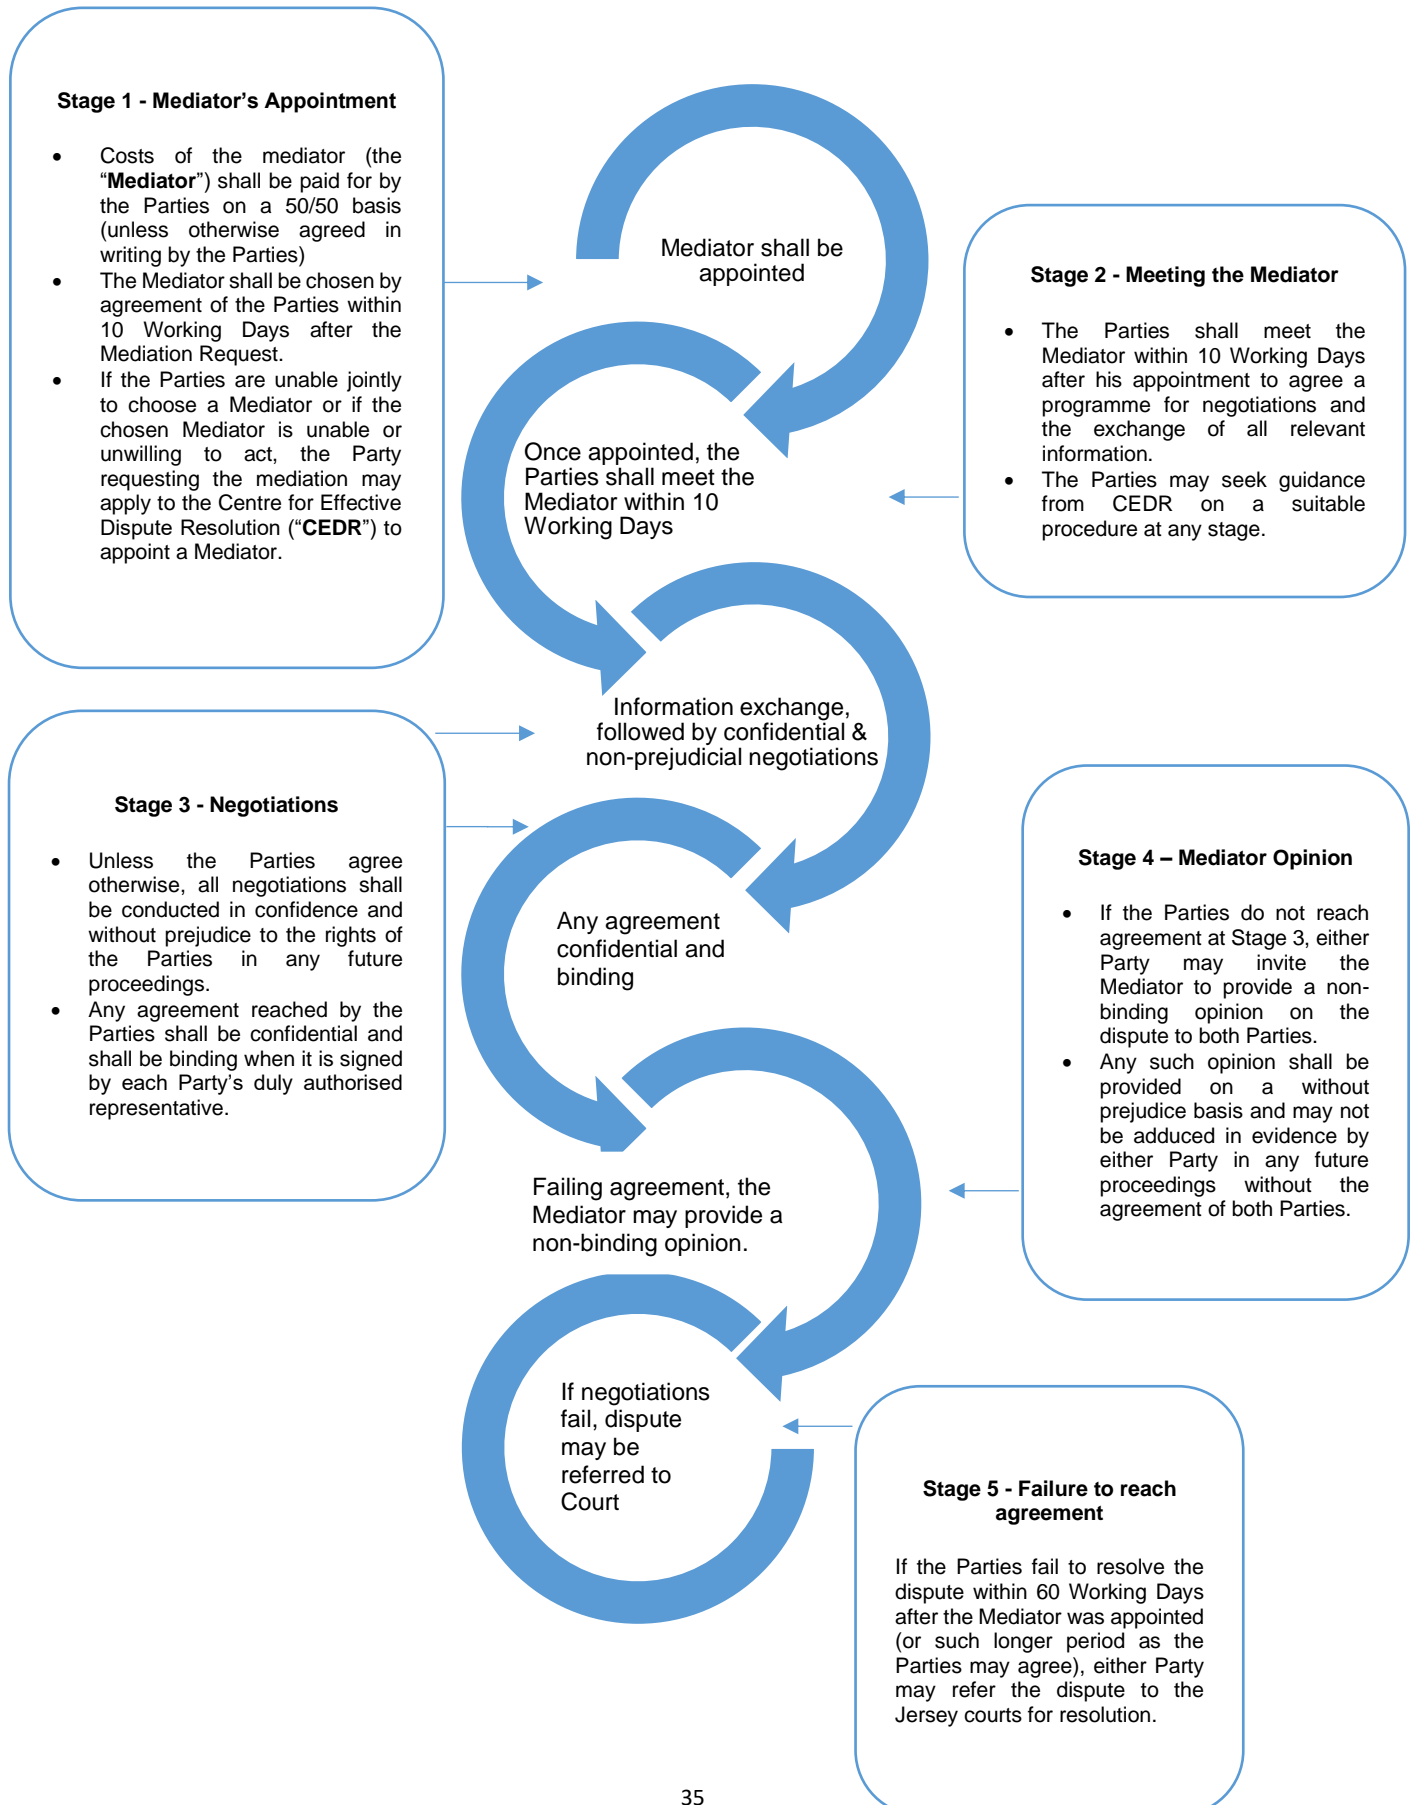 Stage 1 - Mediator’s Appointment
• Costs of the mediator (the
“Mediator”) shall be paid for by
the Parties on a 50/50 basis
(unless otherwise agreed in
writing by the Parties)
• The Mediator shall be chosen by
agreement of the Parties within
10 Working Days after the
Mediation Request.
• If the Parties are unable jointly
to choose a Mediator or if the
chosen Mediator is unable or
unwilling to act, the Party
requesting the mediation may
apply to the Centre for Effective
Dispute Resolution (“CEDR”) to
appoint a Mediator.
Mediator shall be
appointed
Stage 2 - Meeting the Mediator
• The Parties shall meet the
Mediator within 10 Working Days
after his appointment to agree a
programme for negotiations and
the exchange of all relevant
information.
• The Parties may seek guidance
from CEDR on a suitable
procedure at any stage.
Once appointed, the
Parties shall meet the
Mediator within 10
Working Days
Information exchange,
followed by confidential &
non-prejudicial negotiations
Stage 3 - Negotiations
• Unless the Parties agree
otherwise, all negotiations shall
be conducted in confidence and
without prejudice to the rights of
the Parties in any future
proceedings.
• Any agreement reached by the
Parties shall be confidential and
shall be binding when it is signed
by each Party’s duly authorised
representative.
Any agreement
confidential and
binding
Stage 4 – Mediator Opinion
• If the Parties do not reach
agreement at Stage 3, either
Party may invite the
Mediator to provide a non-
binding opinion on the
dispute to both Parties.
• Any such opinion shall be
provided on a without
prejudice basis and may not
be adduced in evidence by
either Party in any future
proceedings without the
agreement of both Parties.
Failing agreement, the
Mediator may provide a
non-binding opinion.
If negotiations
fail, dispute
may be
referred to
Court
Stage 5 - Failure to reach
agreement
If the Parties fail to resolve the
dispute within 60 Working Days
after the Mediator was appointed
(or such longer period as the
Parties may agree), either Party
may refer the dispute to the
Jersey courts for resolution.
35